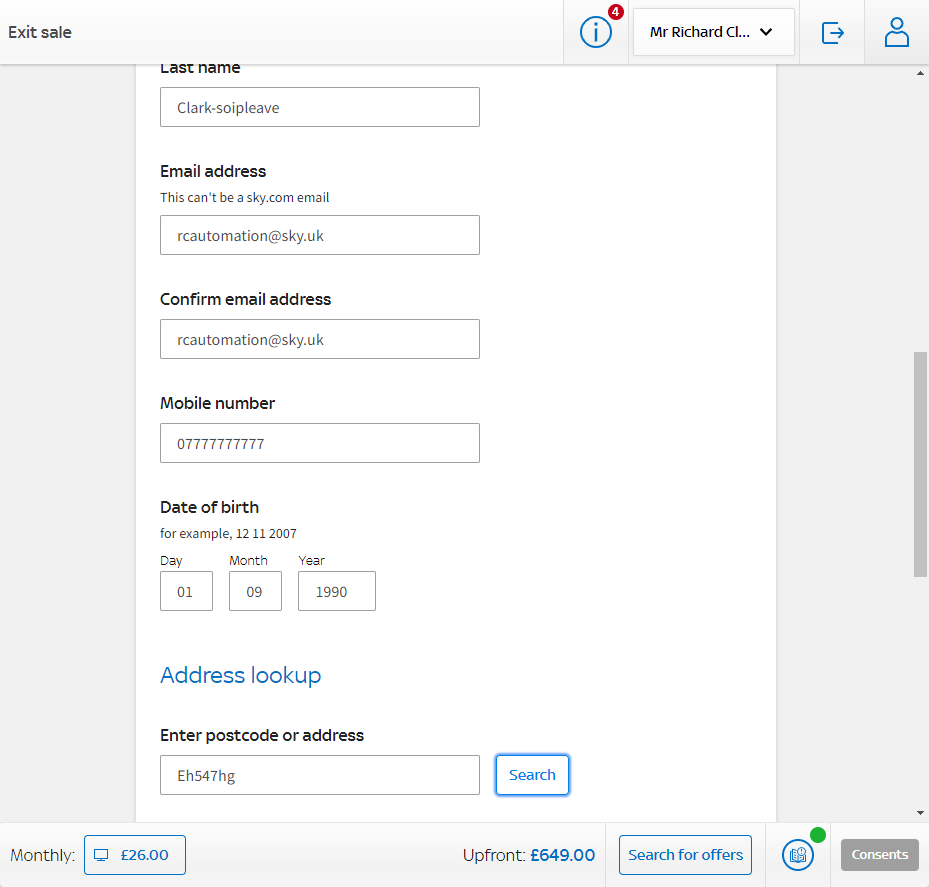 Exit sale
4
Mr Richard Cl...
Last name
Clark-soipleave
Email address
This can't be a sky.com email
rcautomation@sky.uk
Confirm email address
rcautomation@sky.uk
Mobile number
07777777777
Date of birth
for example, 12 11 2007
Day Month Year
01 09 1990
Address lookup
Enter postcode or address
Eh547hg Search
Monthly: £26.00 Upfront: £649.00 Search for offers Consents